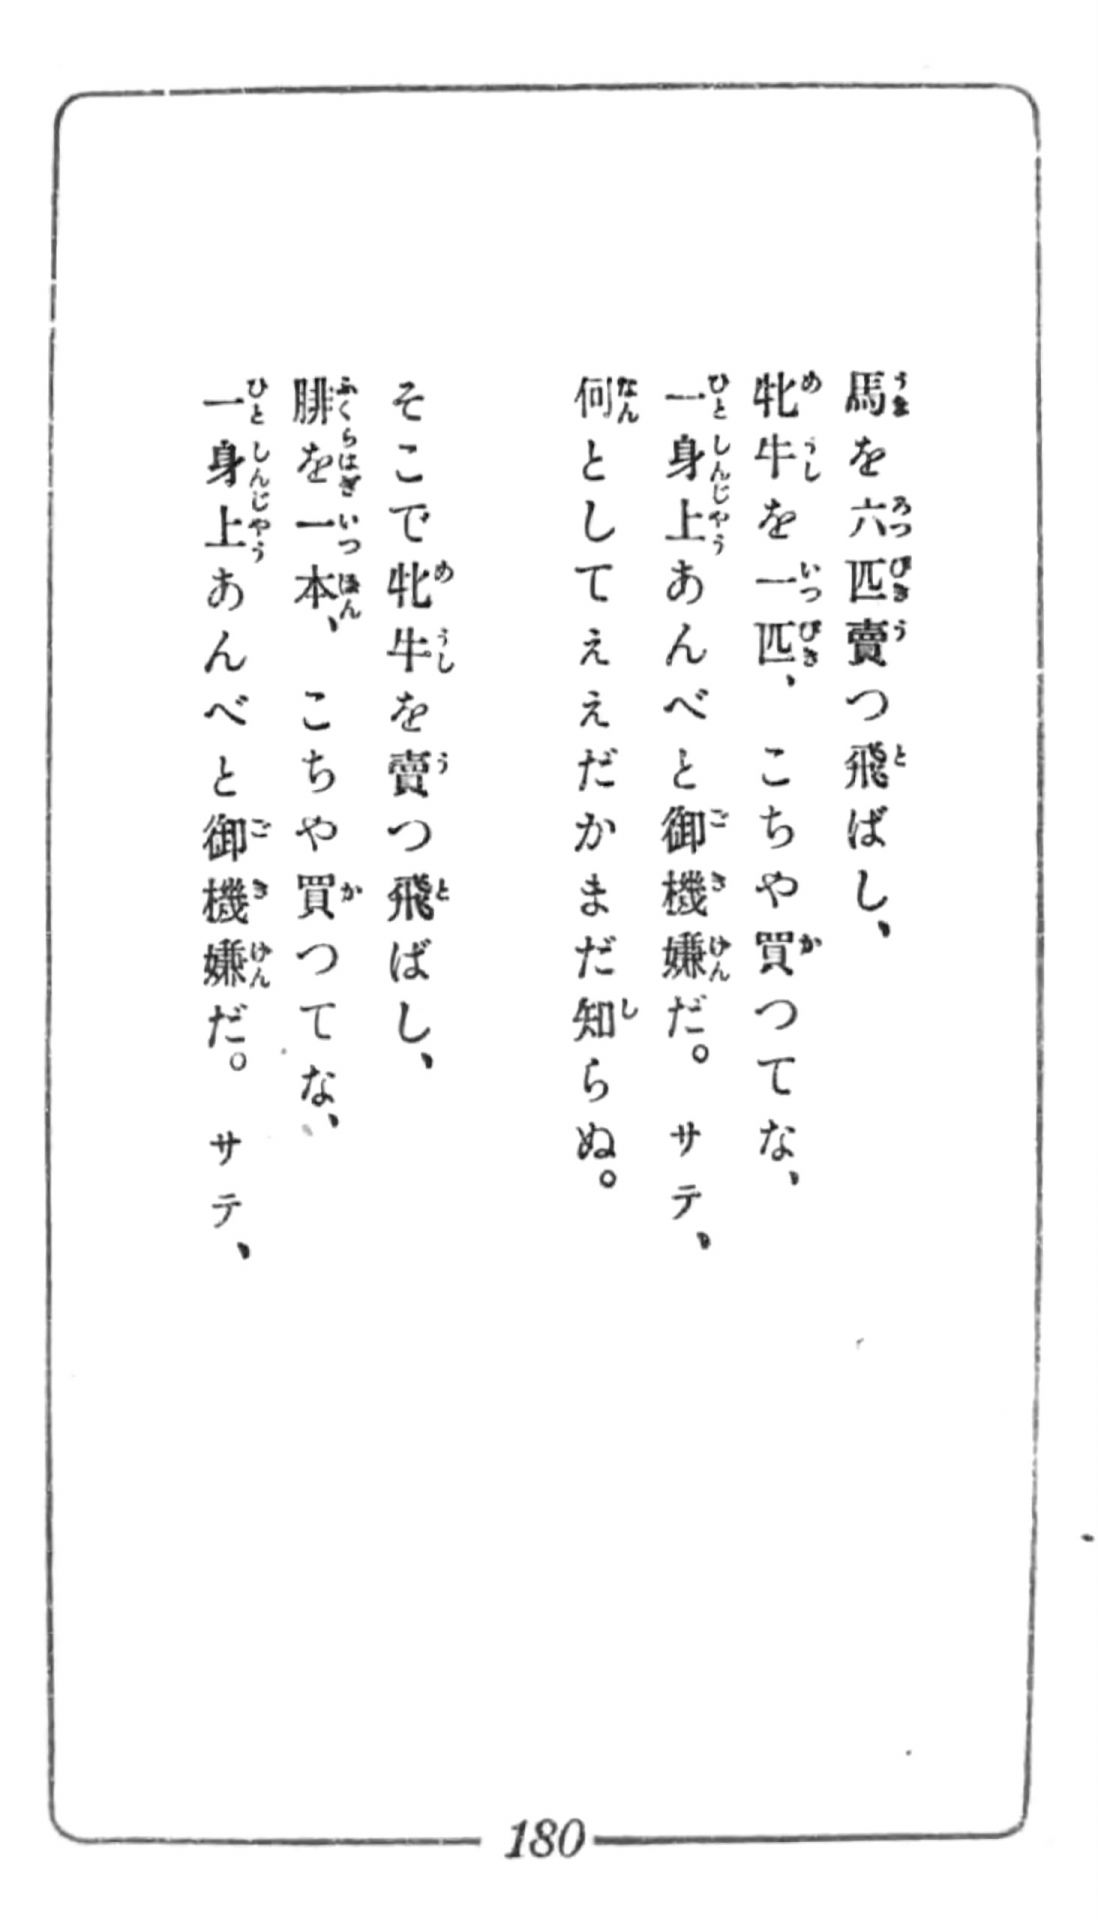 馬を六匹賣つ飛ばし、
牝牛を一匹、こちや買つてな、
一身上あんべと御機嫌だ。サテ、
何としてええだかまだ知らぬ。
そこで牝牛を賣つ飛ばし、
腓を一本、こちや買つてな、
一身上あんべと御機嫌だ。サテ、
180